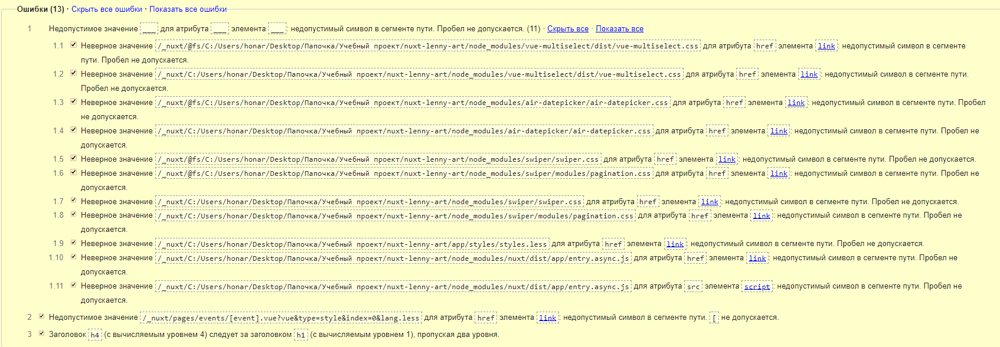 Ошибки (13) · Скрыть все ошибки · Показать все ошибки
1 Недопустимое значение ___ для атрибута ___ элемента ___: недопустимый символ в сегменте пути. Пробел не допускается. (11) · Скрыть все · Показать все
1.1 Неверное значение /_nuxt/@fs/C:/Users/honar/Desktop/Папочка/Учебный проект/nuxt-lenny-art/node_modules/vue-multiselect/dist/vue-multiselect.css для атрибута href элемента link: недопустимый символ в сегменте
пути. Пробел не допускается.
1.2 Неверное значение /_nuxt/C:/Users/honar/Desktop/Папочка/Учебный проект/nuxt-lenny-art/node_modules/vue-multiselect/dist/vue-multiselect.css для атрибута href элемента link: недопустимый символ в сегменте пути.
Пробел не допускается.
1.3 Неверное значение /_nuxt/@fs/C:/Users/honar/Desktop/Папочка/Учебный проект/nuxt-lenny-art/node_modules/air-datepicker/air-datepicker.css для атрибута href элемента link: недопустимый символ в сегменте пути. Пробел
не допускается.
1.4 Неверное значение /_nuxt/C:/Users/honar/Desktop/Папочка/Учебный проект/nuxt-lenny-art/node_modules/air-datepicker/air-datepicker.css для атрибута href элемента link: недопустимый символ в сегменте пути. Пробел не
допускается.
1.5 Неверное значение /_nuxt/@fs/C:/Users/honar/Desktop/Папочка/Учебный проект/nuxt-lenny-art/node_modules/swiper/swiper.css для атрибута href элемента link: недопустимый символ в сегменте пути. Пробел не допускается.
1.6 Неверное значение /_nuxt/@fs/C:/Users/honar/Desktop/Папочка/Учебный проект/nuxt-lenny-art/node_modules/swiper/modules/pagination.css для атрибута href элемента link: недопустимый символ в сегменте пути. Пробел не
допускается.
1.7 Неверное значение /_nuxt/C:/Users/honar/Desktop/Папочка/Учебный проект/nuxt-lenny-art/node_modules/swiper/swiper.css для атрибута href элемента link: недопустимый символ в сегменте пути. Пробел не допускается.
1.8 Неверное значение /_nuxt/C:/Users/honar/Desktop/Папочка/Учебный проект/nuxt-lenny-art/node_modules/swiper/modules/pagination.css для атрибута href элемента link: недопустимый символ в сегменте пути. Пробел не
допускается.
1.9 Неверное значение /_nuxt/C:/Users/honar/Desktop/Папочка/Учебный проект/nuxt-lenny-art/app/styles/styles.less для атрибута href элемента link: недопустимый символ в сегменте пути. Пробел не допускается.
1.10 Неверное значение /_nuxt/C:/Users/honar/Desktop/Папочка/Учебный проект/nuxt-lenny-art/node_modules/nuxt/dist/app/entry.async.js для атрибута href элемента link: недопустимый символ в сегменте пути. Пробел не
допускается.
1.11 Неверное значение /_nuxt/C:/Users/honar/Desktop/Папочка/Учебный проект/nuxt-lenny-art/node_modules/nuxt/dist/app/entry.async.js для атрибута src элемента script: недопустимый символ в сегменте пути. Пробел не
допускается.
2 Недопустимое значение /_nuxt/pages/events/[event].vue?vue&type=style&index=0&lang.less для атрибута href элемента link: недопустимый символ в сегменте пути. [ не допускается.
3 Заголовок h4 (с вычисляемым уровнем 4) следует за заголовком h1 (с вычисляемым уровнем 1), пропуская два уровня.